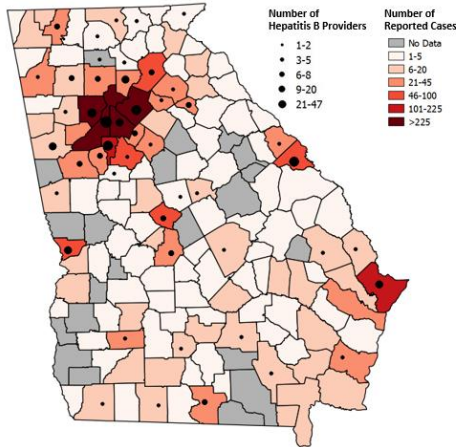 Number of
Hepatitis B Providers
1-2
3-5
6-8
9-20
21-47
Number of
Reported Cases
No Data
1-5
6-20
21-45
46-100
101-225
>225